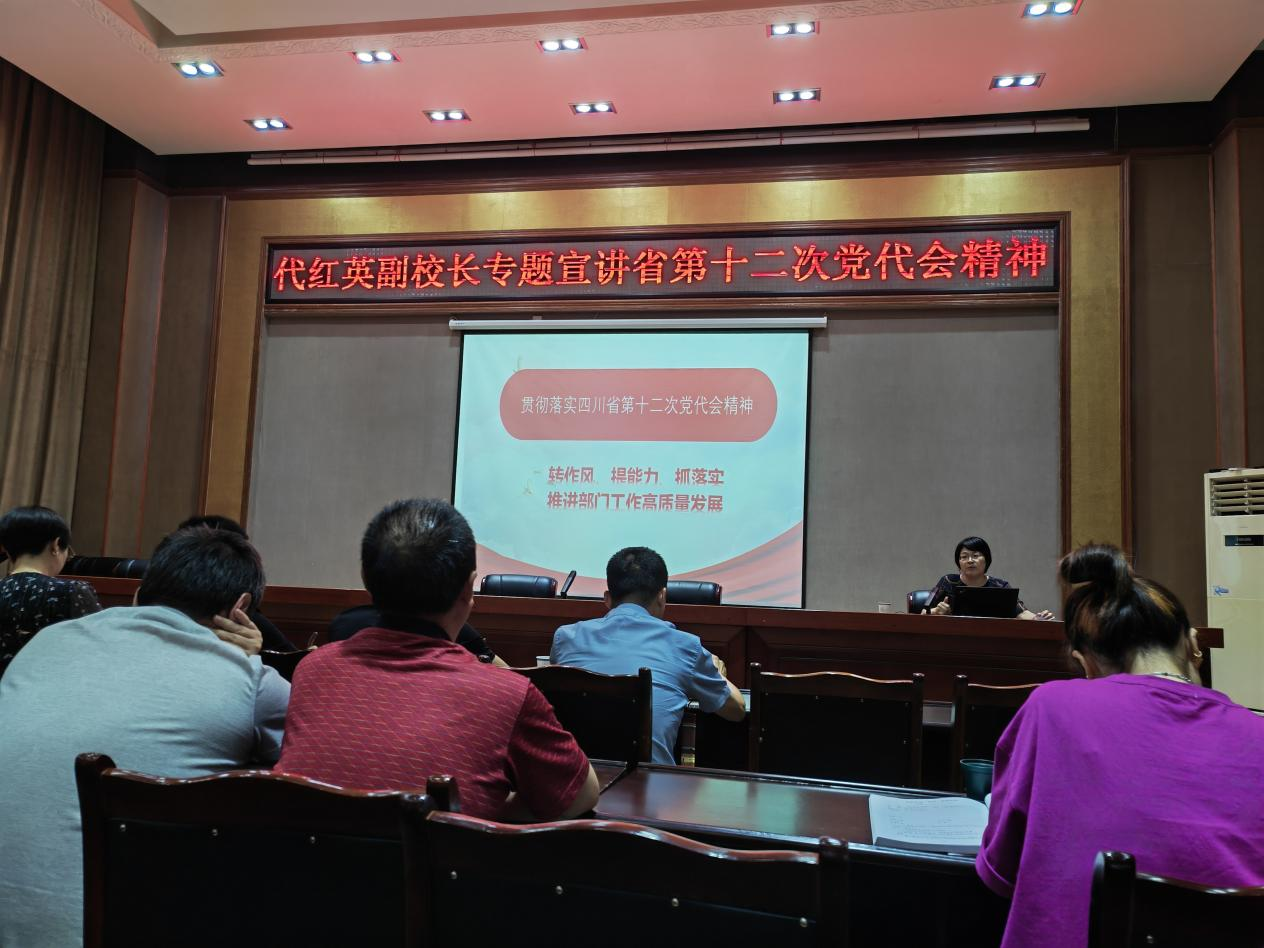 代红英副校长专题宣讲省第十二次党代会精神
贯彻落实四川省第十二次党代会精神
转作风、提能力、抓落实
推进部门工作高质量发展